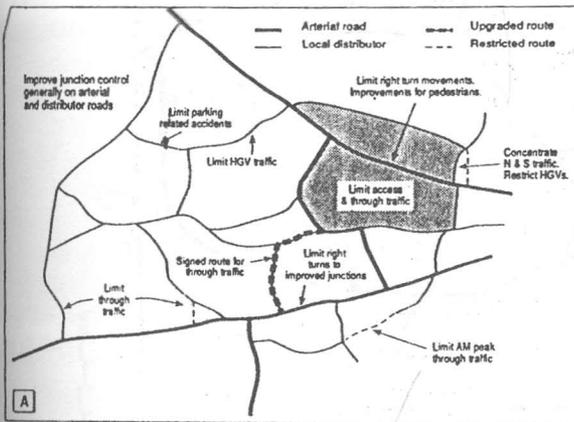 Arterial road
Local distributor
Upgraded route
Restricted route
Improve junction control
generally on arterial
and distributor roads
Limit parking
related accidents
Limit HGV traffic
Limit right turn movements.
Improvements for pedestrians.
Concentrate
N & S traffic.
Restrict HGVs.
Limit access
& through traffic
Signed route for
through traffic
Limit right
turns to
improved junctions
Limit
through
traffic
Limit AM peak
through traffic
A